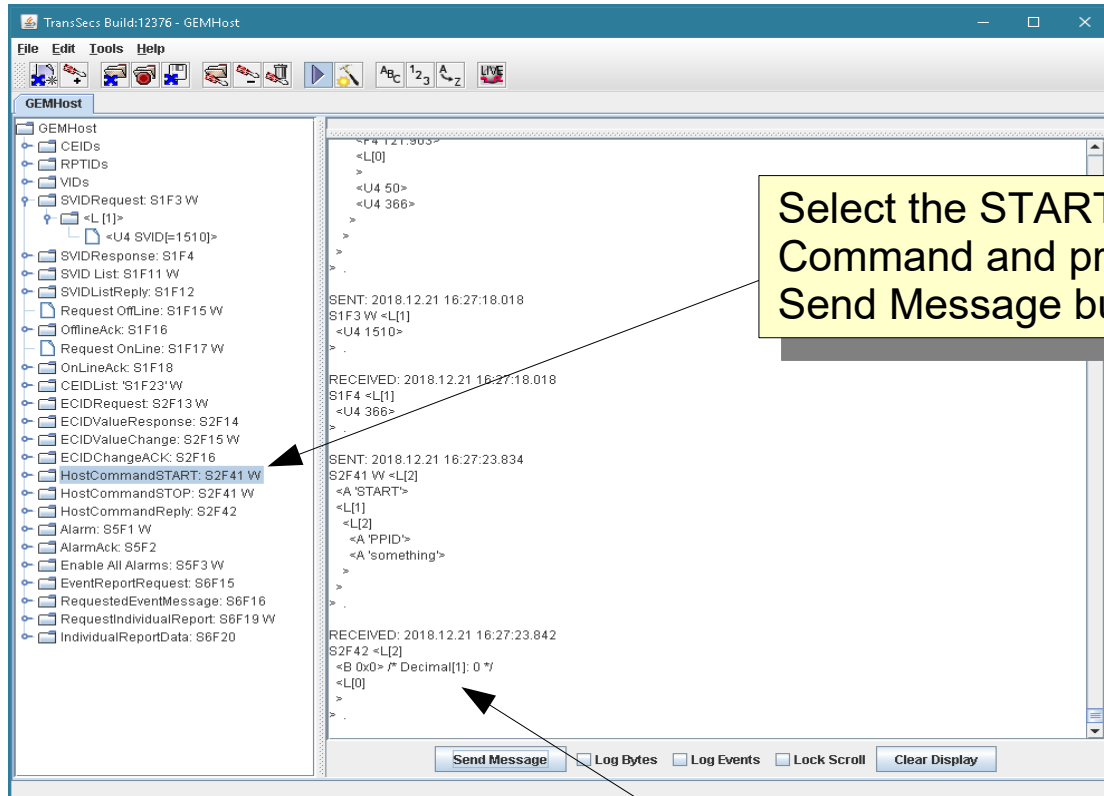 TransSecs Build:12376 - GEMHost
File Edit Tools Help
ABC 123 A..Z LIVE
GEMHost
GEMHost
CEIDs
RPTIDs
VIDs
SVIDRequest: S1F3 W
<L [1]>
<U4 SVID[=1510]>
SVIDResponse: S1F4
SVID List: S1F11 W
SVIDListReply: S1F12
Request OffLine: S1F15 W
OfflineAck: S1F16
Request OnLine: S1F17 W
OnLineAck: S1F18
CEIDList: 'S1F23' W
ECIDRequest: S2F13 W
ECIDValueResponse: S2F14
ECIDValueChange: S2F15 W
ECIDChangeACK: S2F16
HostCommandSTART: S2F41 W
HostCommandSTOP: S2F41 W
HostCommandReply: S2F42
Alarm: S5F1 W
AlarmAck: S5F2
Enable All Alarms: S5F3 W
EventReportRequest: S6F15
RequestedEventMessage: S6F16
RequestIndividualReport: S6F19 W
IndividualReportData: S6F20
<F4 121.903>
<L[0]
>
<U4 50>
<U4 366>
>
>
>
> .
SENT: 2018.12.21 16:27:18.018
S1F3 W <L[1]
<U4 1510>
> .
RECEIVED: 2018.12.21 16:27:18.018
S1F4 <L[1]
<U4 366>
> .
SENT: 2018.12.21 16:27:23.834
S2F41 W <L[2]
<A 'START'>
<L[1]
<L[2]
<A 'PPID'>
<A 'something'>
>
>
> .
RECEIVED: 2018.12.21 16:27:23.842
S2F42 <L[2]
<B 0x0> /* Decimal[1]: 0 */
<L[0]
>
> .
Select the START
Command and
Send Message
Send Message Log Bytes Log Events Lock Scroll Clear Display